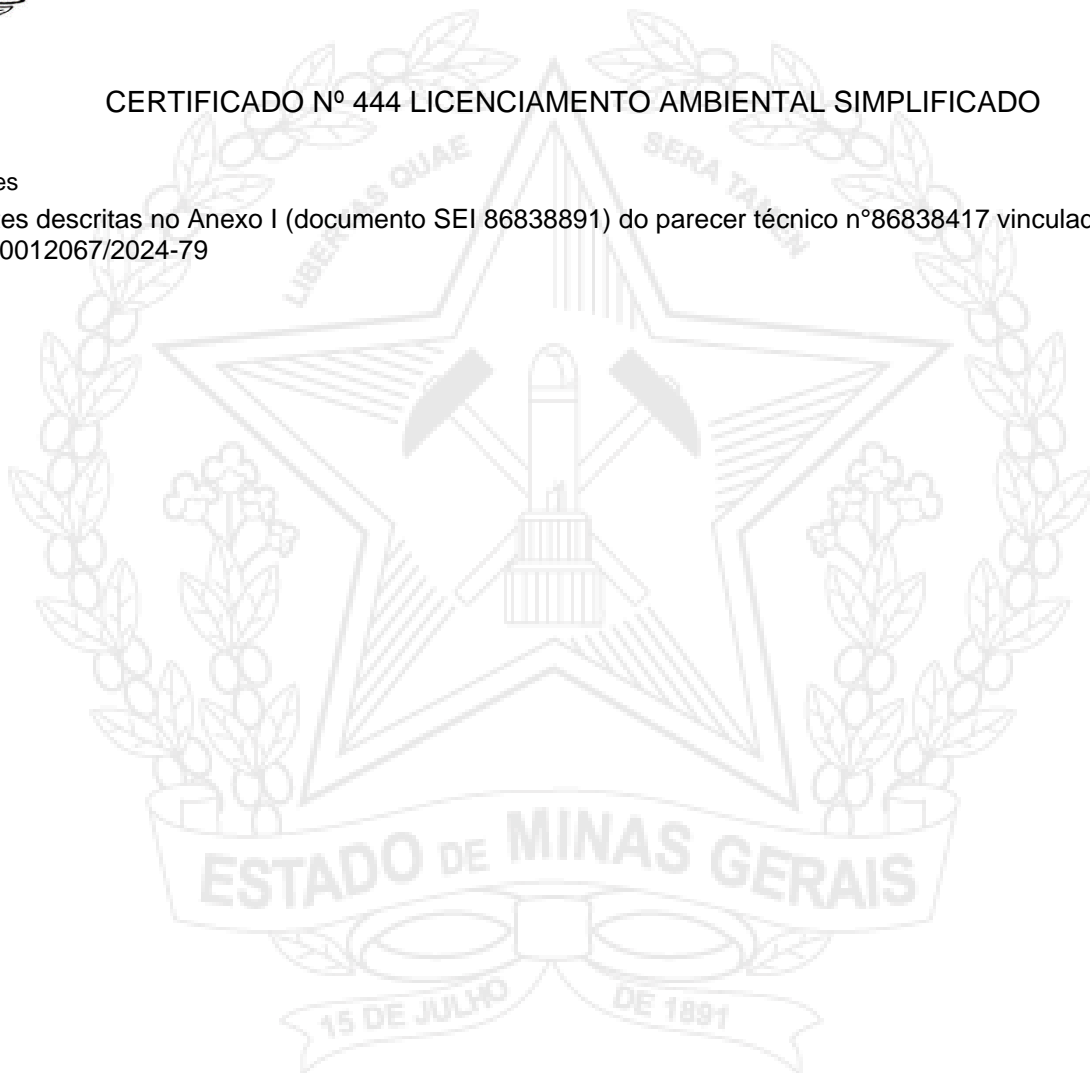 CERTIFICADO Nº 444 LICENCIAMENTO AMBIENTAL SIMPLIFICADO
es
es descritas no Anexo I (documento SEI 86838891) do parecer técnico n°86838417 vinculad
0012067/2024-79
LIBERTAS QUAE SERA TAMEN
ESTADO DE MINAS GERAIS
15 DE JULHO DE 1891